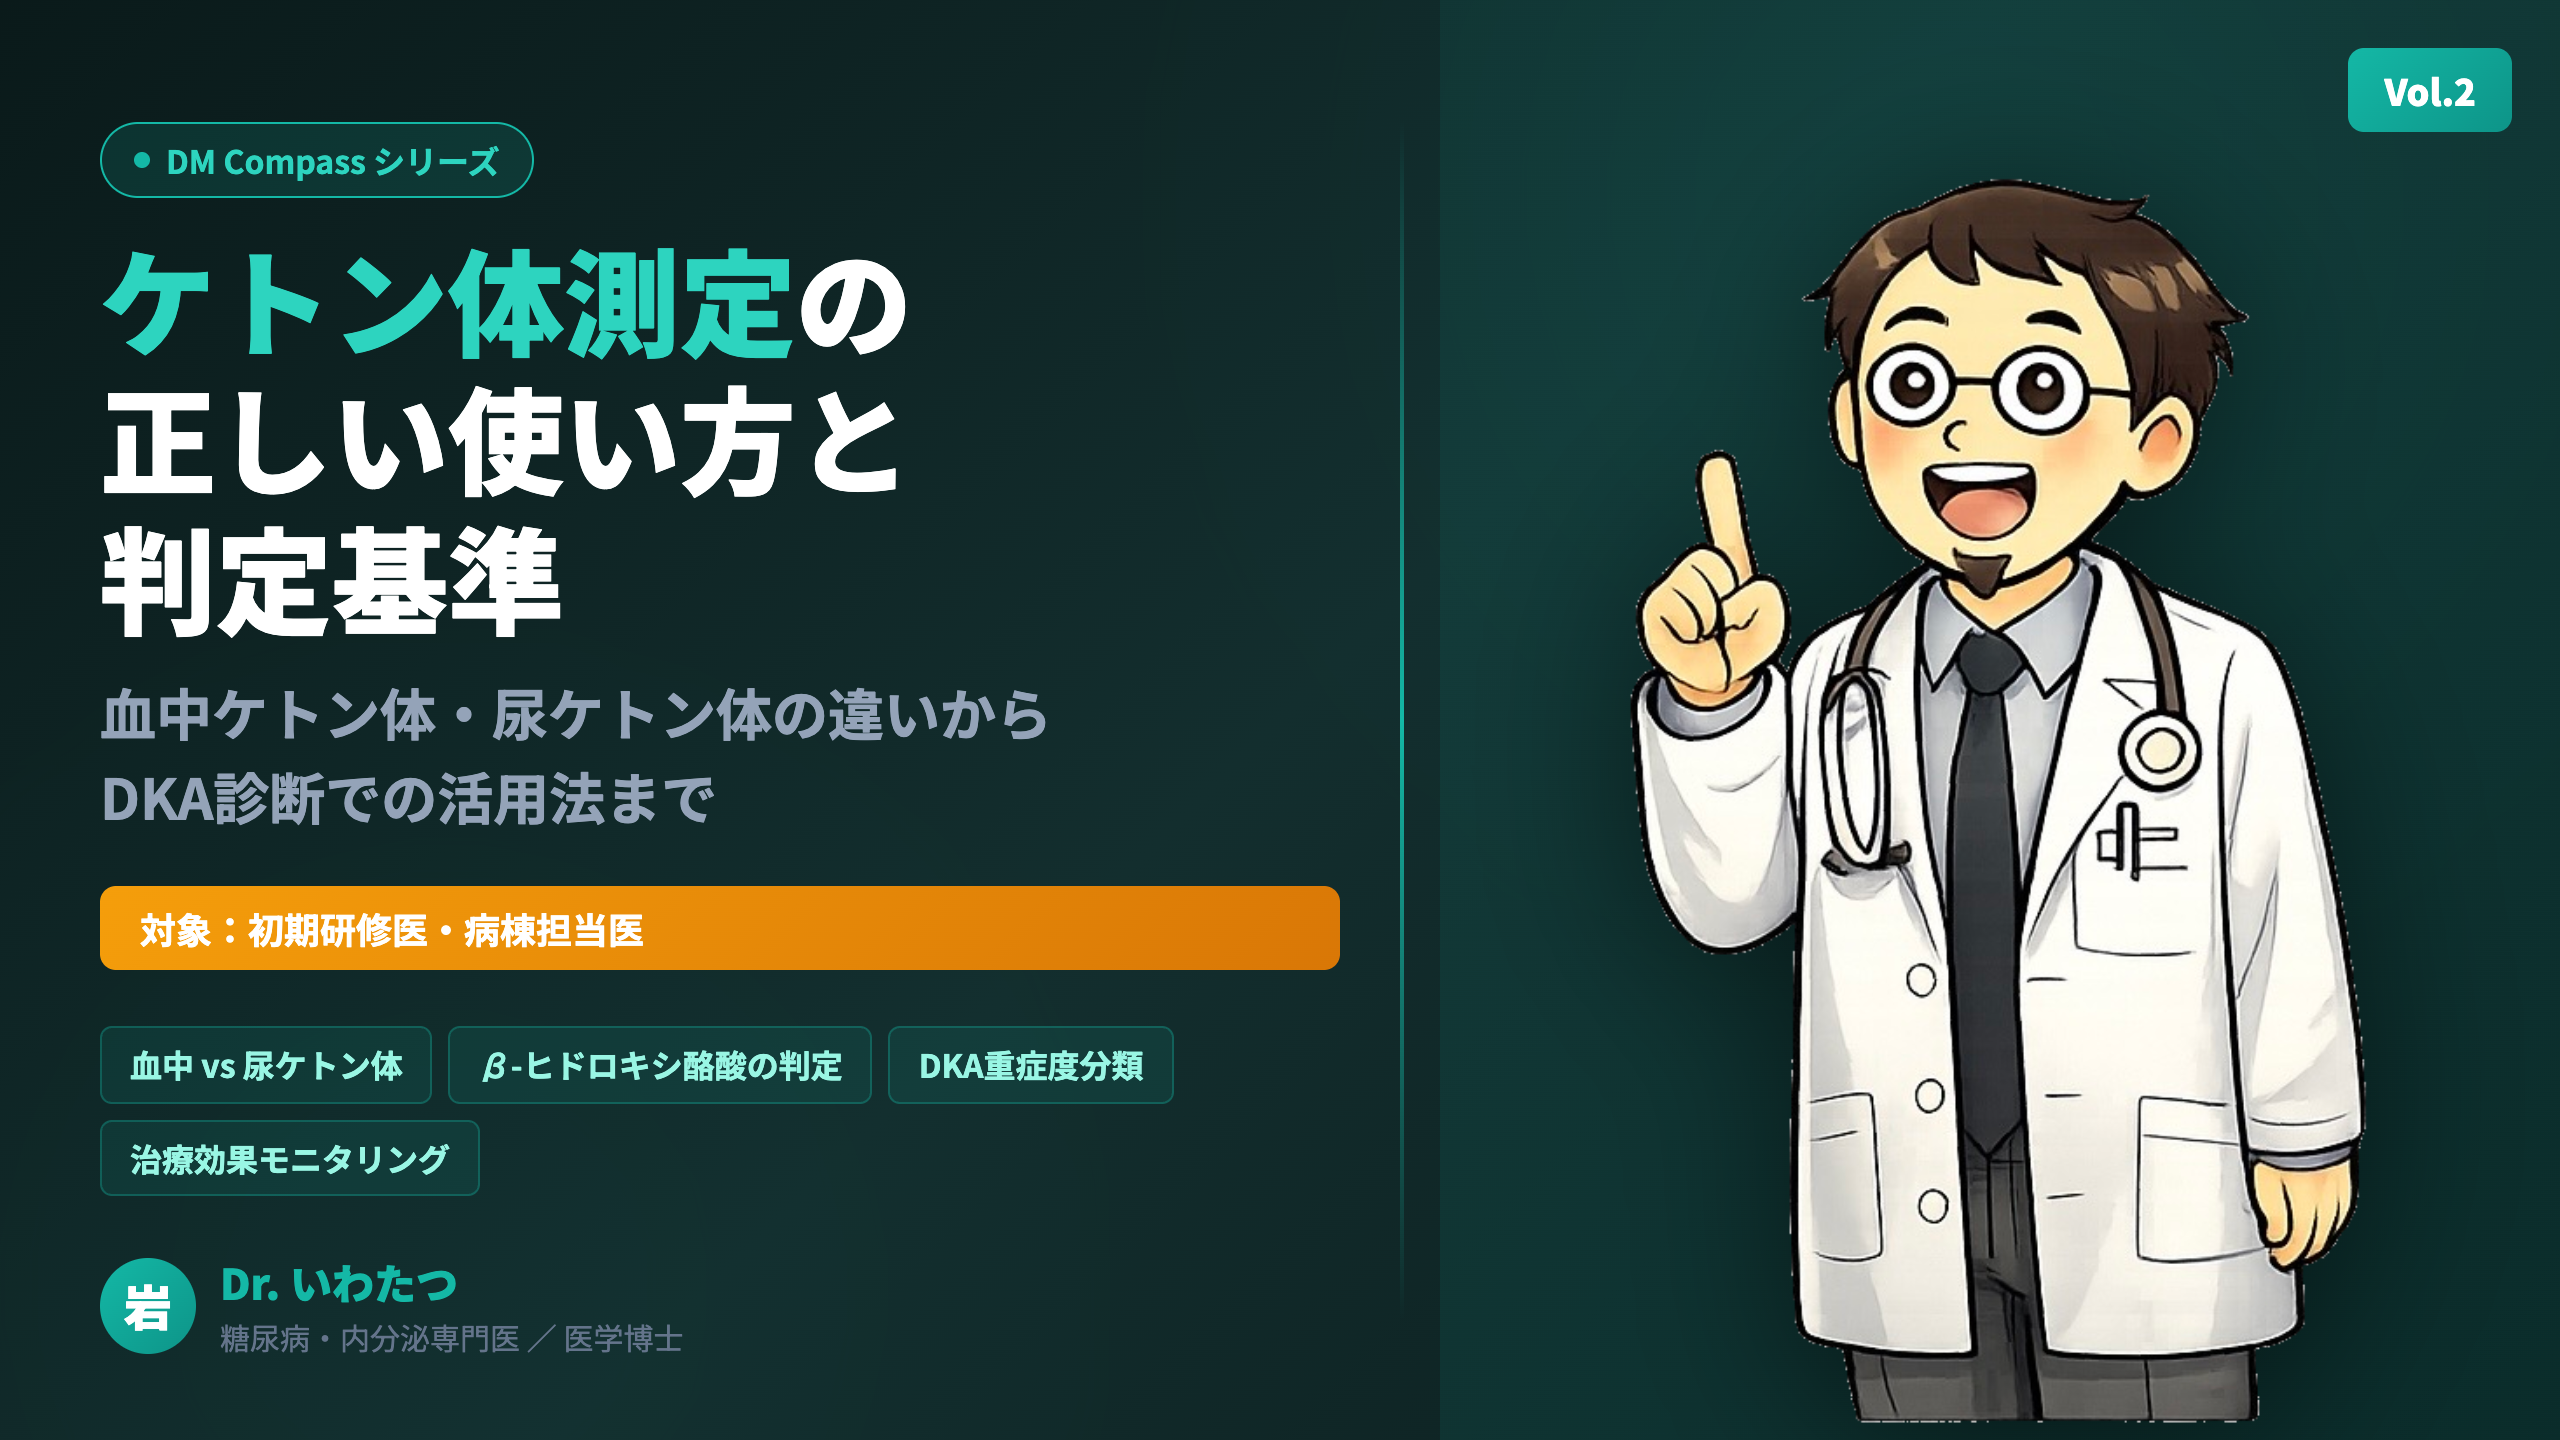 Vol.2
DM Compass シリーズ
ケトン体測定の
正しい使い方と
判定基準
血中ケトン体・尿ケトン体の違いから
DKA診断での活用法まで
対象：初期研修医・病棟担当医
血中 vs 尿ケトン体
β-ヒドロキシ酪酸の判定
DKA重症度分類
治療効果モニタリング
岩
Dr. いわたつ
糖尿病・内分泌専門医 ／ 医学博士